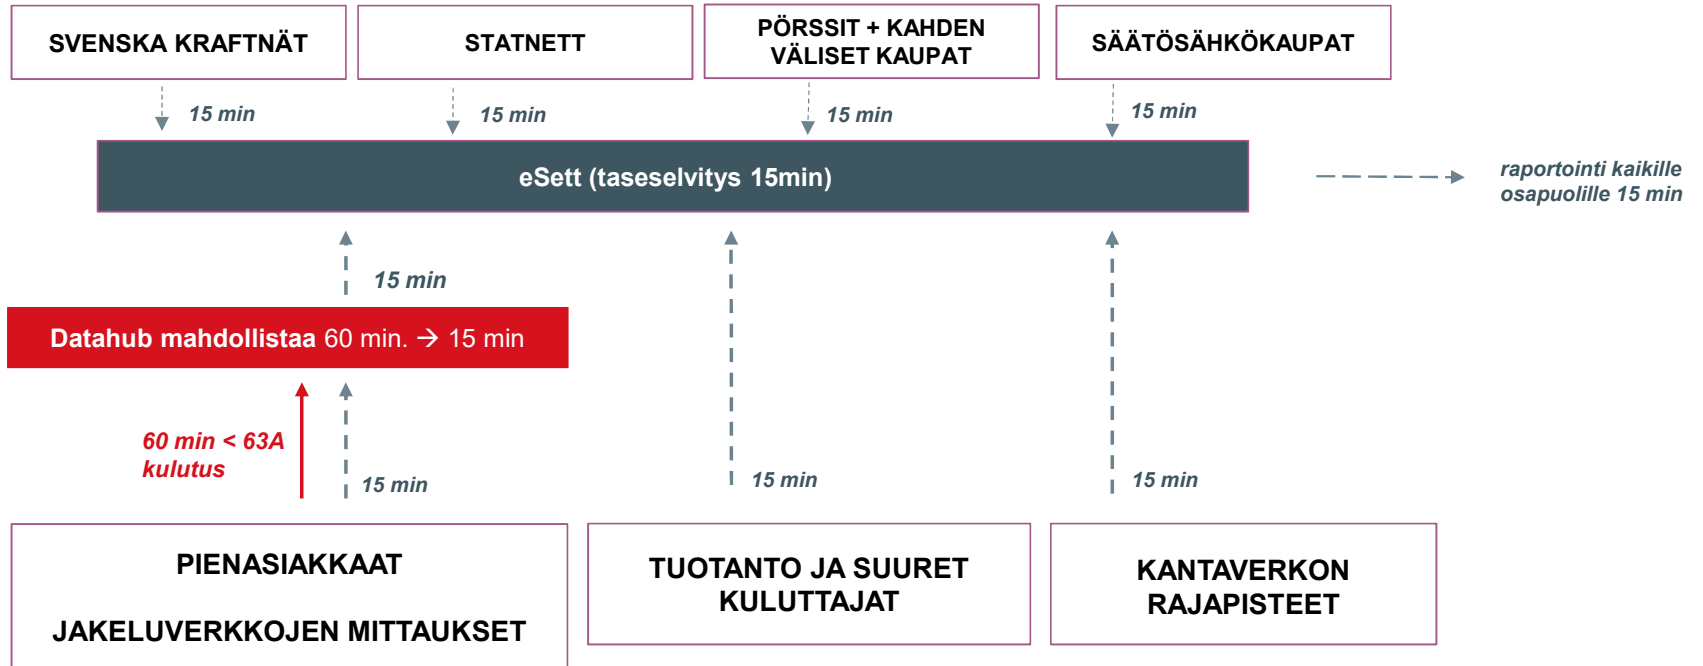 SVENSKA KRAFTNÄT
STATNETT
PÖRSSIT + KAHDEN
VÄLISET KAUPAT
SÄÄTÖSÄHKÖKAUPAT
15 min
15 min
15 min
15 min
eSett (taseselvitys 15min)
raportointi kaikille
osapuolille 15 min
15 min
Datahub mahdollistaa 60 min. → 15 min
60 min < 63A
kulutus
15 min
15 min
15 min
PIENASIAKKAAT
JAKELUVERKKOJEN MITTAUKSET
TUOTANTO JA SUURET
KULUTTAJAT
KANTAVERKON
RAJAPISTEET